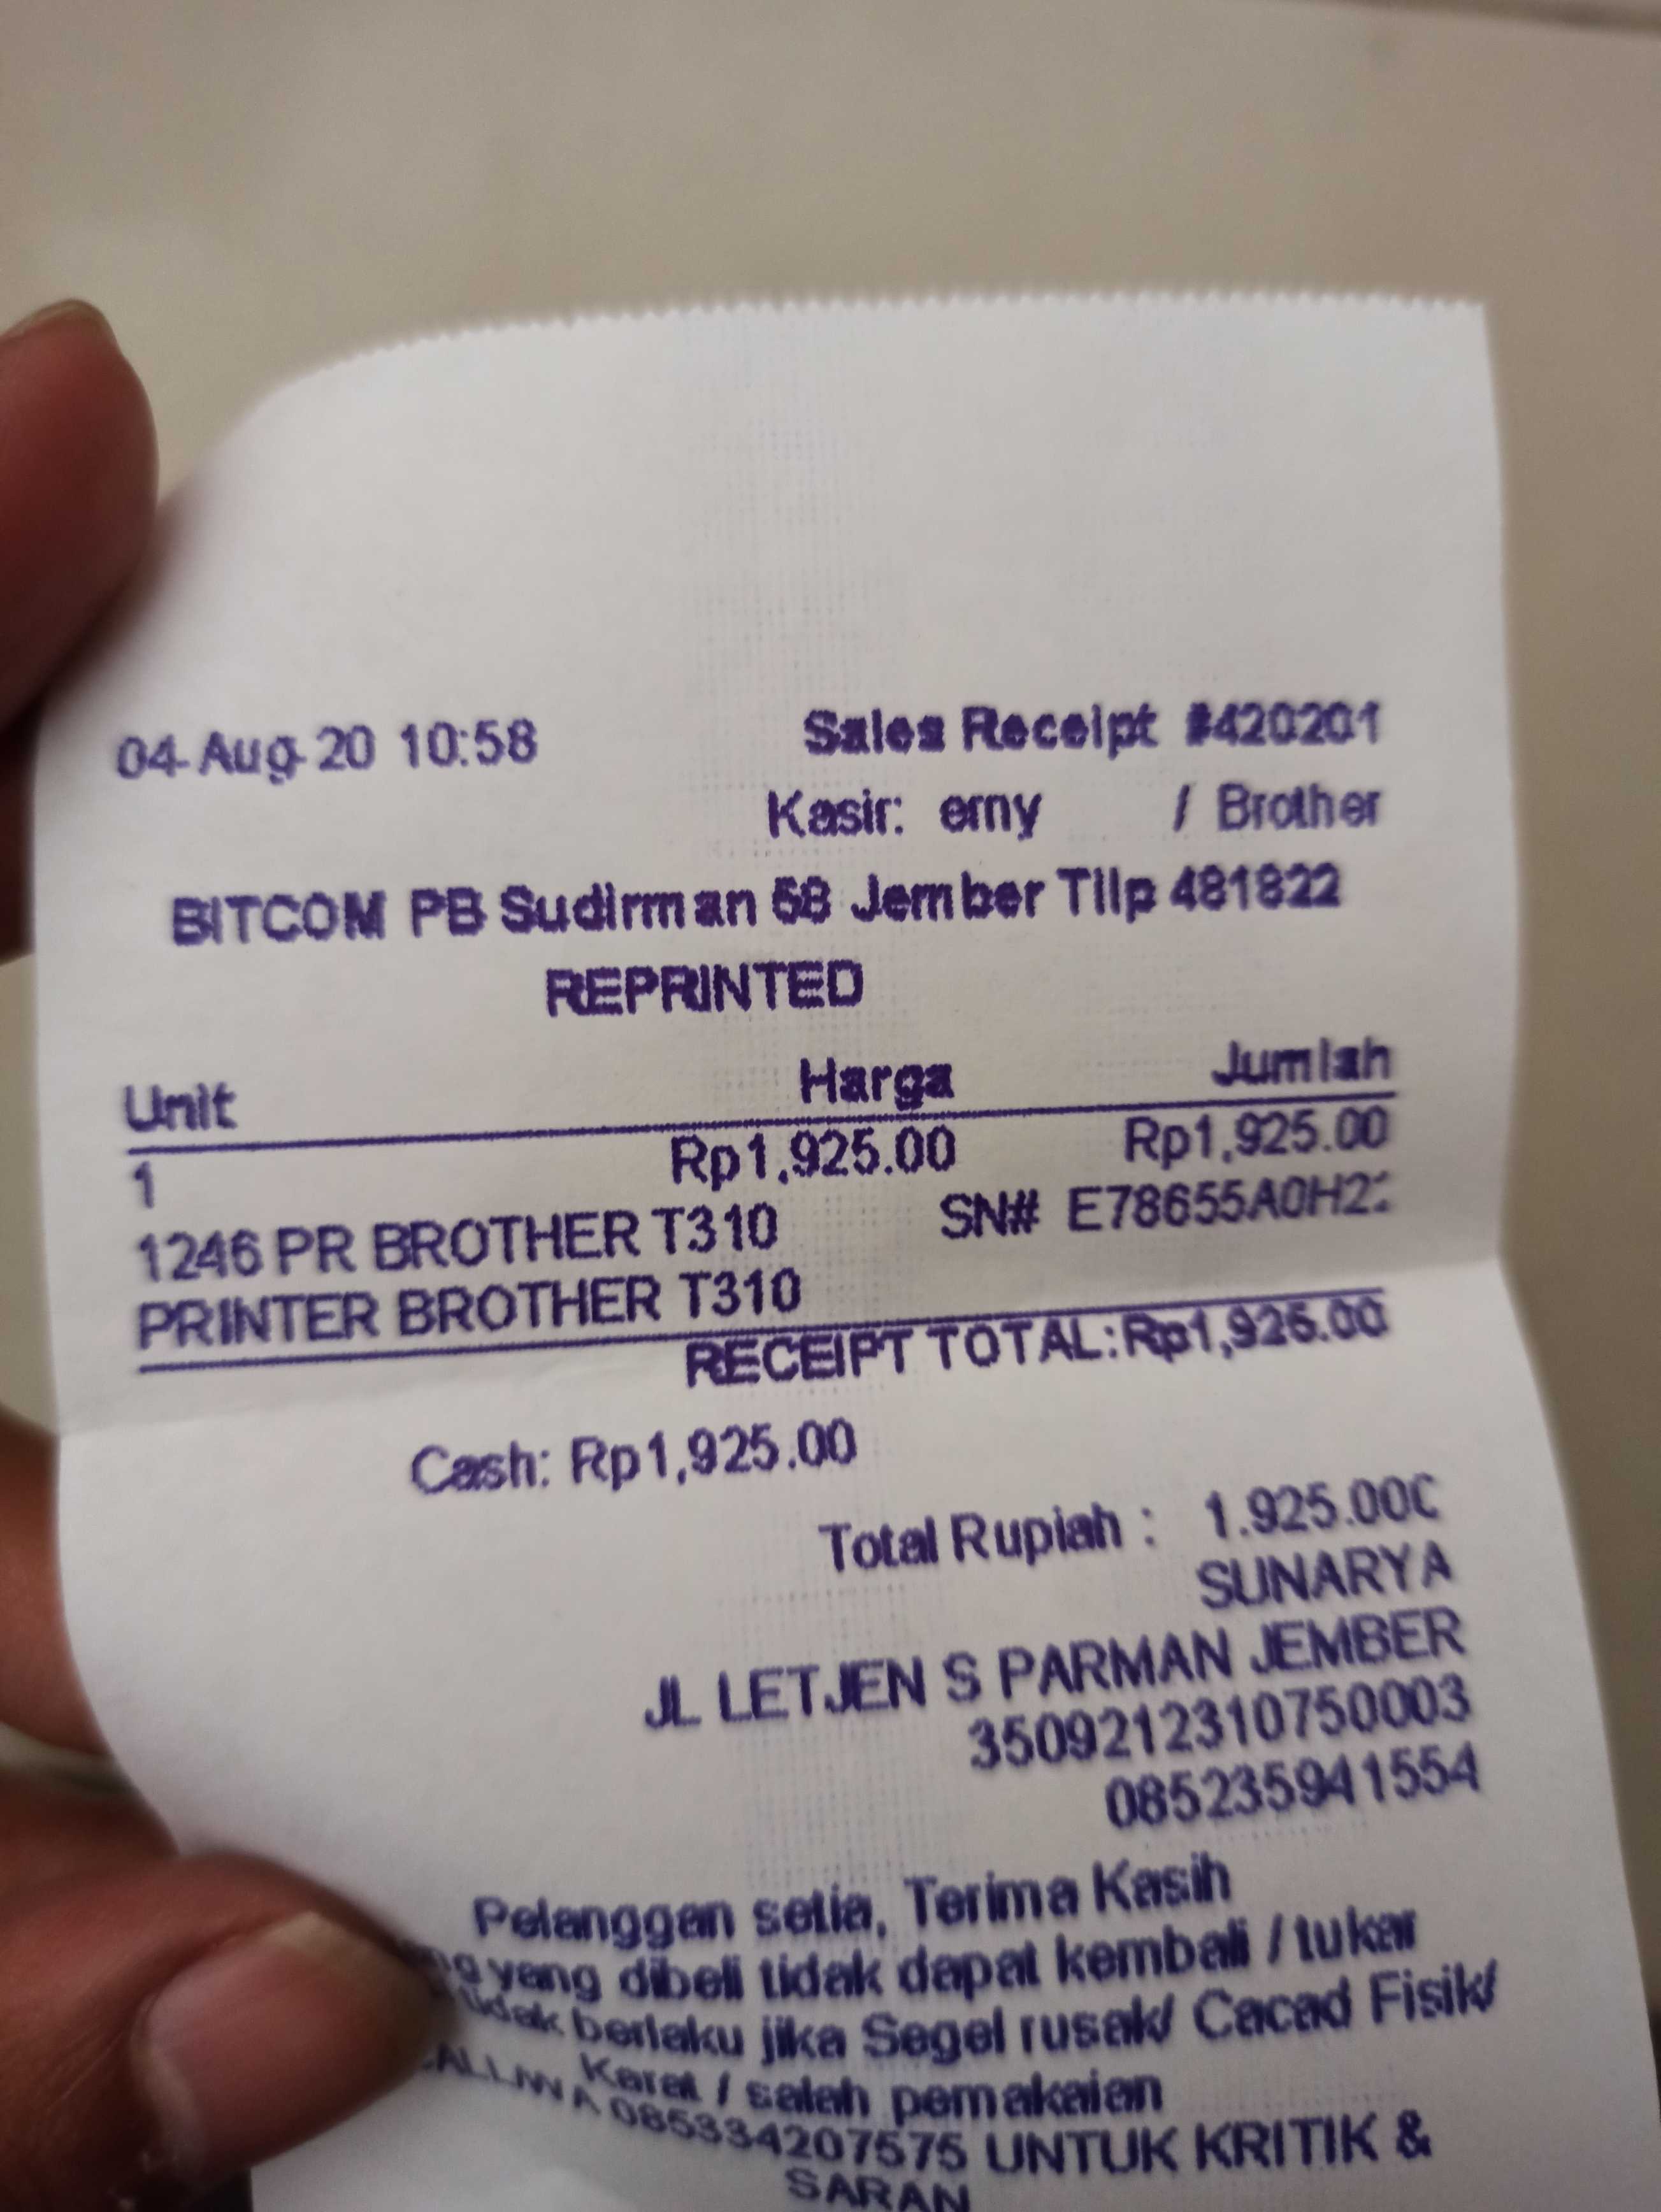 04-Aug-20 10:58 Sales Receipt #420201
Kasir: erny / Brother
BITCOM PB Sudirman 58 Jember Tllp 481822
REPRINTED
Unit Harga Jumlah
1 Rp1,925.00 Rp1,925.00
1246 PR BROTHER T310 SN# E78655A0H2
PRINTER BROTHER T310
RECEIPT TOTAL: Rp1,925.00
Cash: Rp1,925.00
Total Rupiah : 1.925.00
SUNARYA
JL LETJEN S PARMAN JEMBER
3509212310750003
085235941554
Pelanggan setia, Terima Kasih
yang dibeli tidak dapat kembali / tukar
tidak berlaku jika Segel rusak/ Cacad Fisik/
Karat / salah pemakaian
085334207575 UNTUK KRITIK &
SARAN